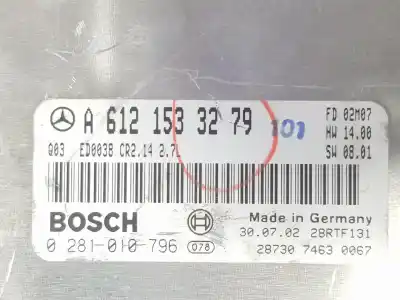 A 612 153 32 79 101
FD 02M07
HW 14.00
SW 08.01
Q03 ED003B CR2.14 2.7L
BOSCH
Made in Germany
0 281-010-796 078
30.07.02 28RTF131
28730 7463 0067